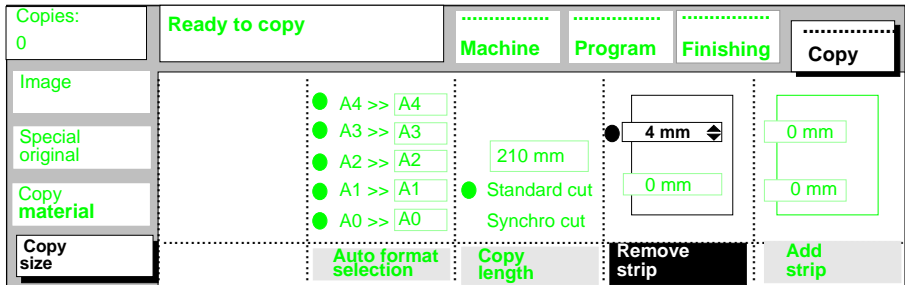 Copies:
0
Ready to copy
Machine
Program
Finishing
Copy
Image
Special
original
Copy
material
Copy
size
A4 >> A4
A3 >> A3
A2 >> A2
A1 >> A1
A0 >> A0
Auto format
selection
210 mm
Standard cut
Synchro cut
Copy
length
4 mm
0 mm
Remove
strip
0 mm
0 mm
Add
strip